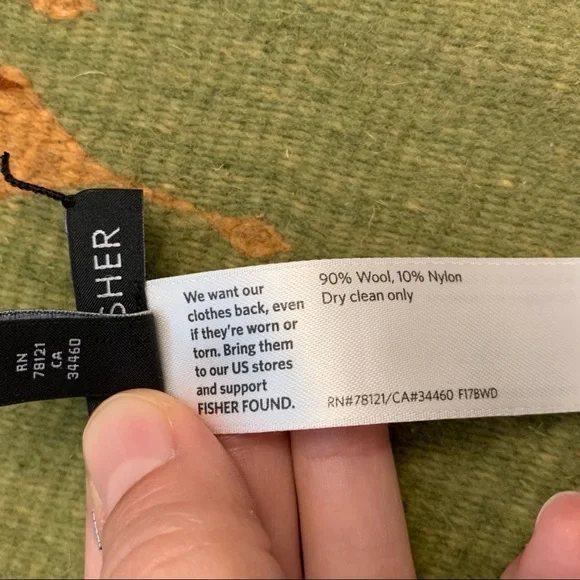 SHER
RN
78121
CA
34460
We want our
clothes back, even
if they're worn or
torn. Bring them
to our US stores
and support
FISHER FOUND.
90% Wool, 10% Nylon
Dry clean only
RN#78121/CA#34460 F17BWD